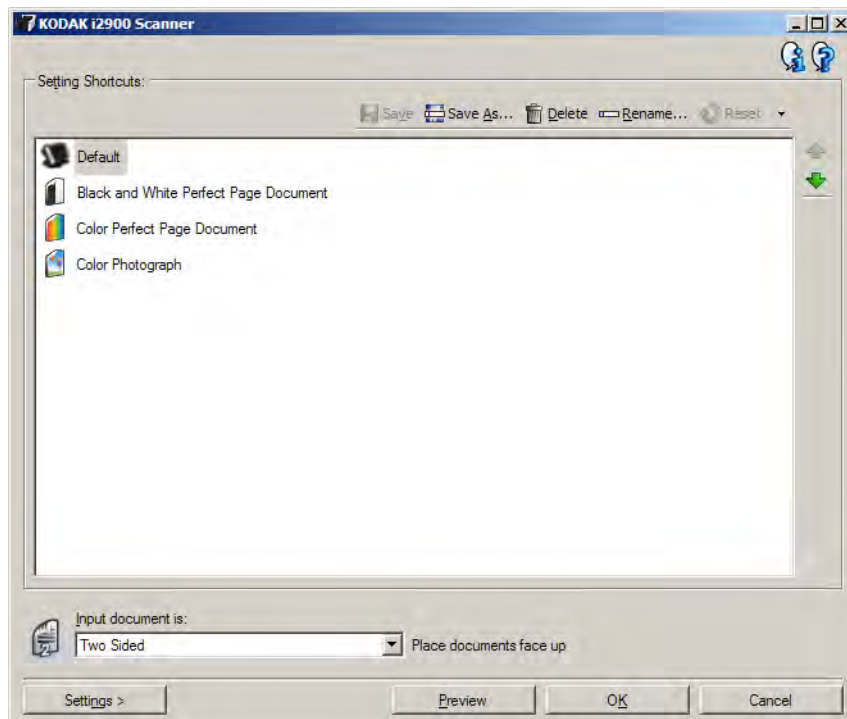 KODAK i2900 Scanner
Setting Shortcuts:
Save Save As... Delete Rename... Reset
Default
Black and White Perfect Page Document
Color Perfect Page Document
Color Photograph
Input document is:
Two Sided Place documents face up
Settings > Preview OK Cancel